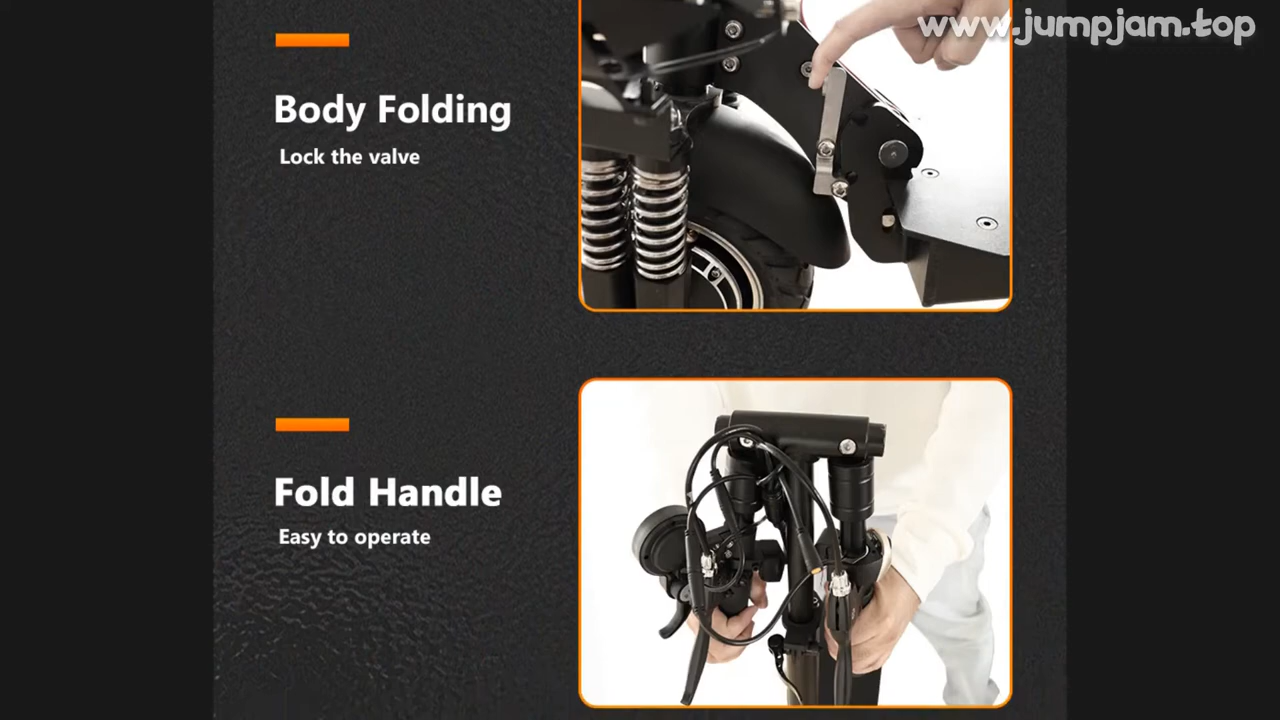 www.jumpjam.top
Body Folding
Lock the valve
Fold Handle
Easy to operate